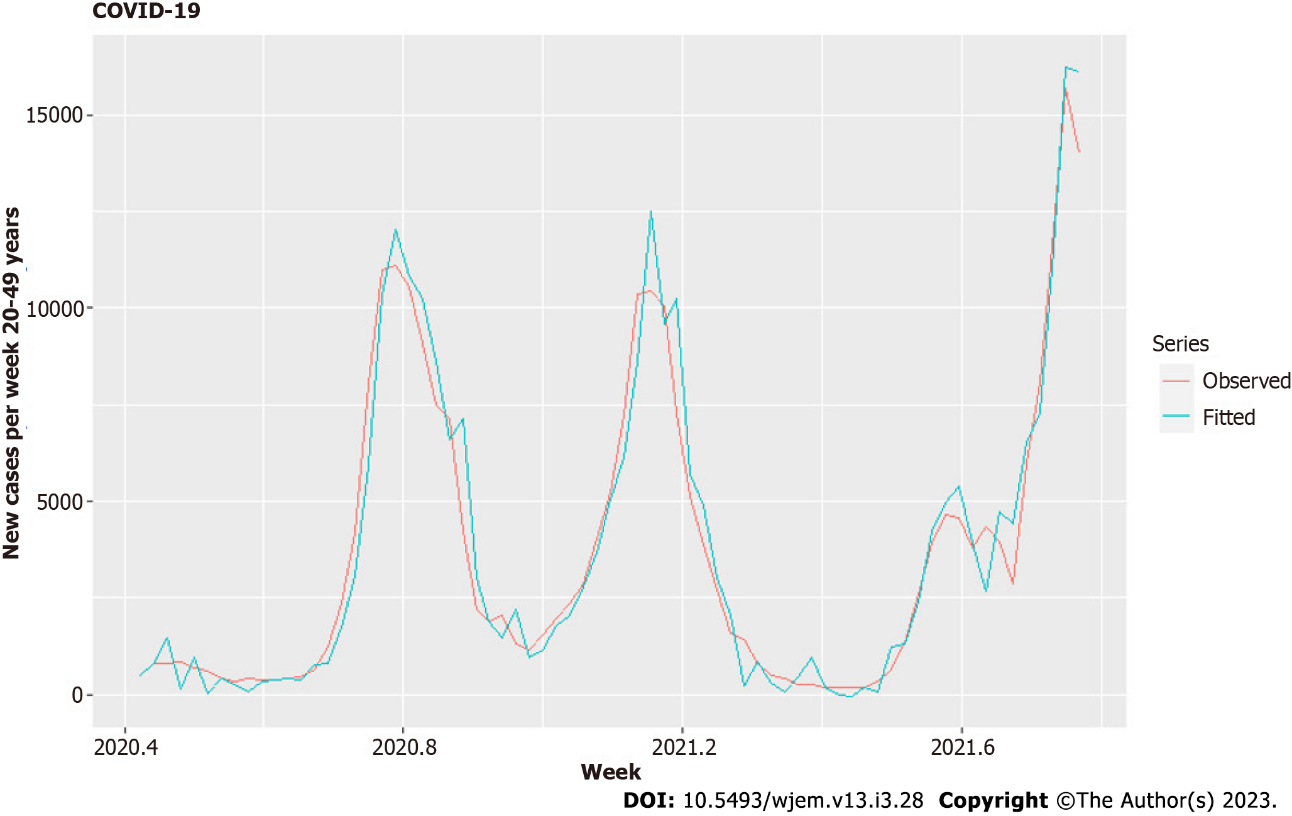 COVID-19
New cases per week 20-49 years
15000
10000
5000
0
2020.4
2020.8
2021.2
2021.6
Week
Series
Observed
Fitted
DOI: 10.5493/wjem.v13.i3.28 Copyright ©The Author(s) 2023.